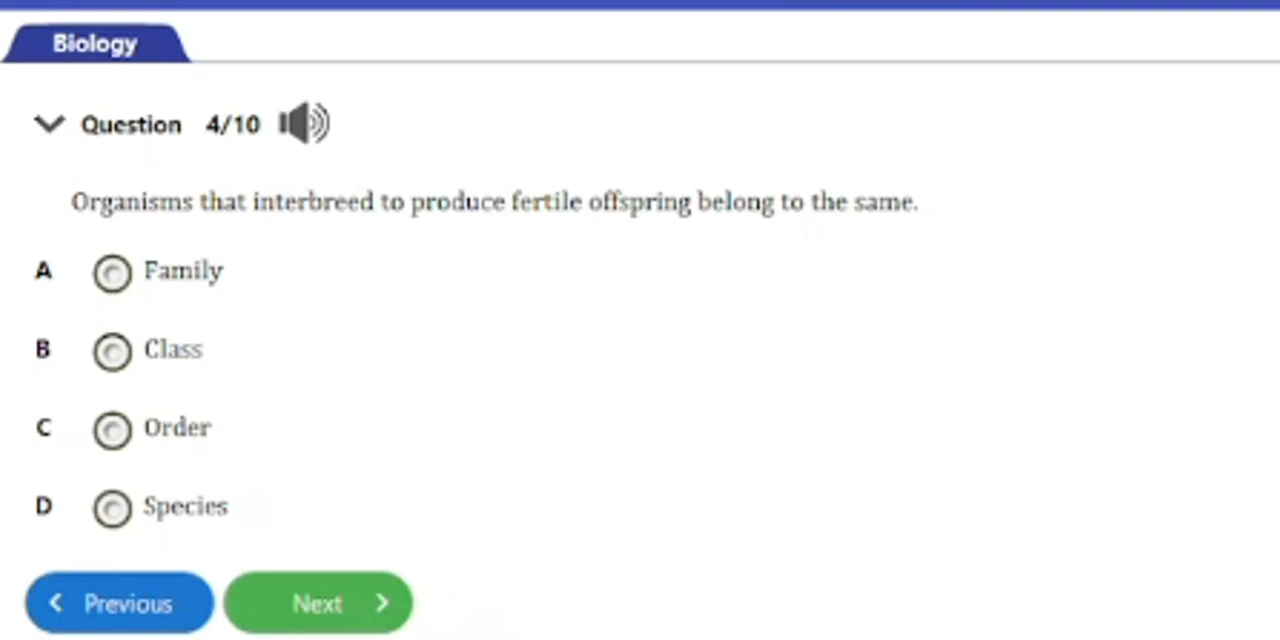 Biology
Question 4/10
Organisms that interbreed to produce fertile offspring belong to the same.
A Family
B Class
C Order
D Species
Previous Next